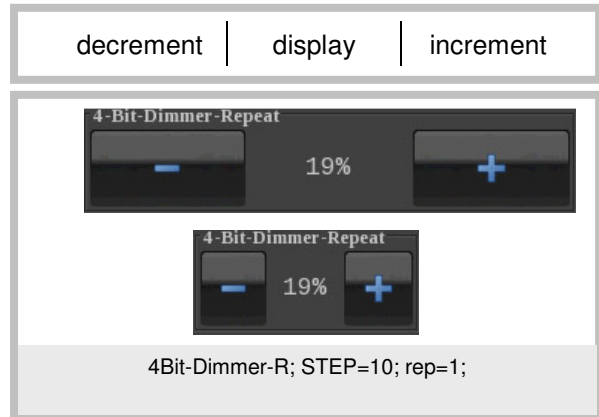 decrement display increment
4-Bit-Dimmer-Repeat
- 19% +
4-Bit-Dimmer-Repeat
- 19% +
4Bit-Dimmer-R; STEP=10; rep=1;